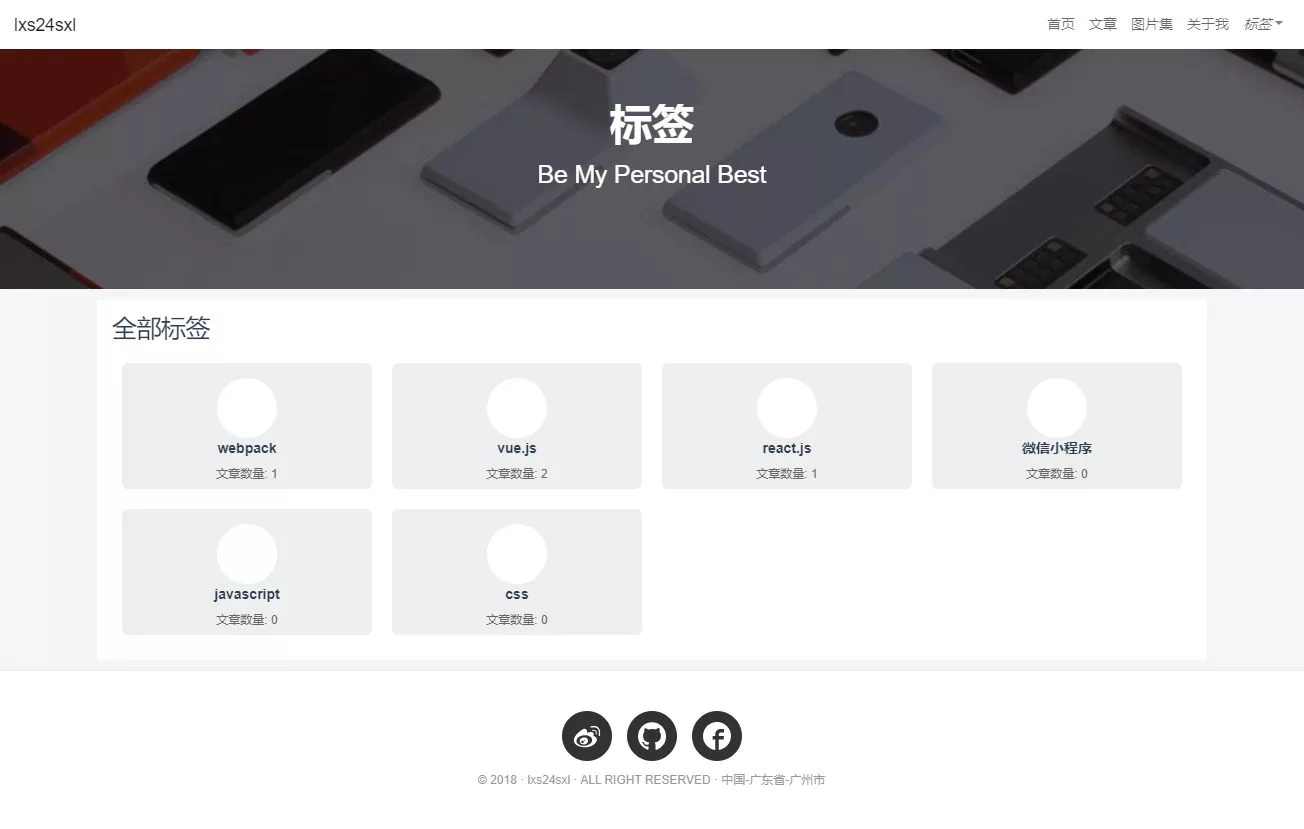 lxs24sxl 首页 文章 图片集 关于我 标签
标签
Be My Personal Best
全部标签
webpack vue.js react.js 微信小程序
文章数量: 1 文章数量: 2 文章数量: 1 文章数量: 0
javascript css
文章数量: 0 文章数量: 0
© 2018 · lxs24sxl · ALL RIGHT RESERVED · 中国-广东省-广州市